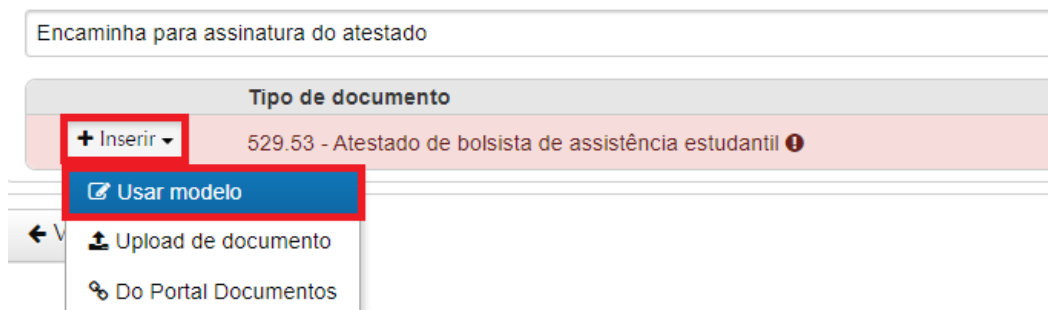 Encaminha para assinatura do atestado
Tipo de documento
Inserir
529.53 - Atestado de bolsista de assistência estudantil
Usar modelo
V
Upload de documento
Do Portal Documentos